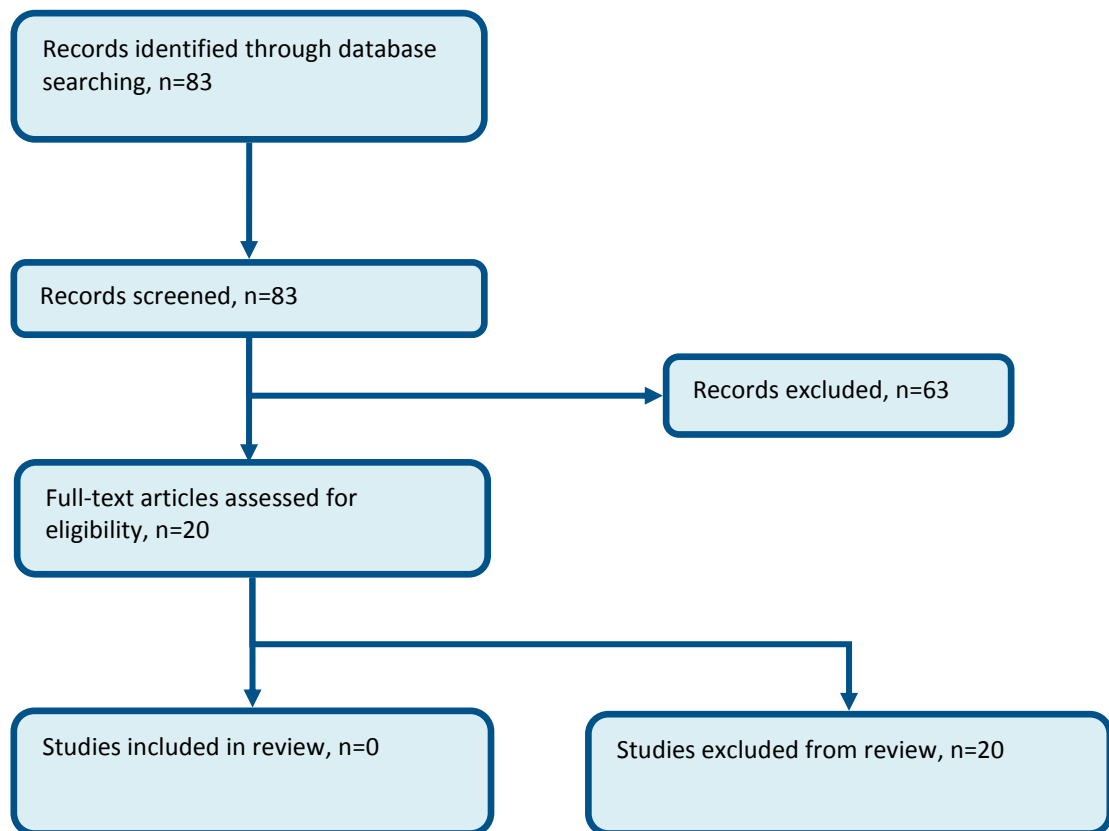 Records identified through database
searching, n=83
Records screened, n=83
Records excluded, n=63
Full-text articles assessed for
eligibility, n=20
Studies included in review, n=0
Studies excluded from review, n=20